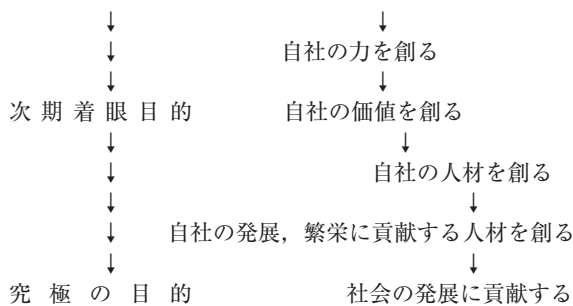 ↓ ↓
↓ 自社の力を創る
↓ ↓
次期着眼目的 自社の価値を創る
↓ ↓
↓ 自社の人材を創る
↓ ↓
↓ 自社の発展，繁栄に貢献する人材を創る
↓ ↓
究極の目的 社会の発展に貢献する